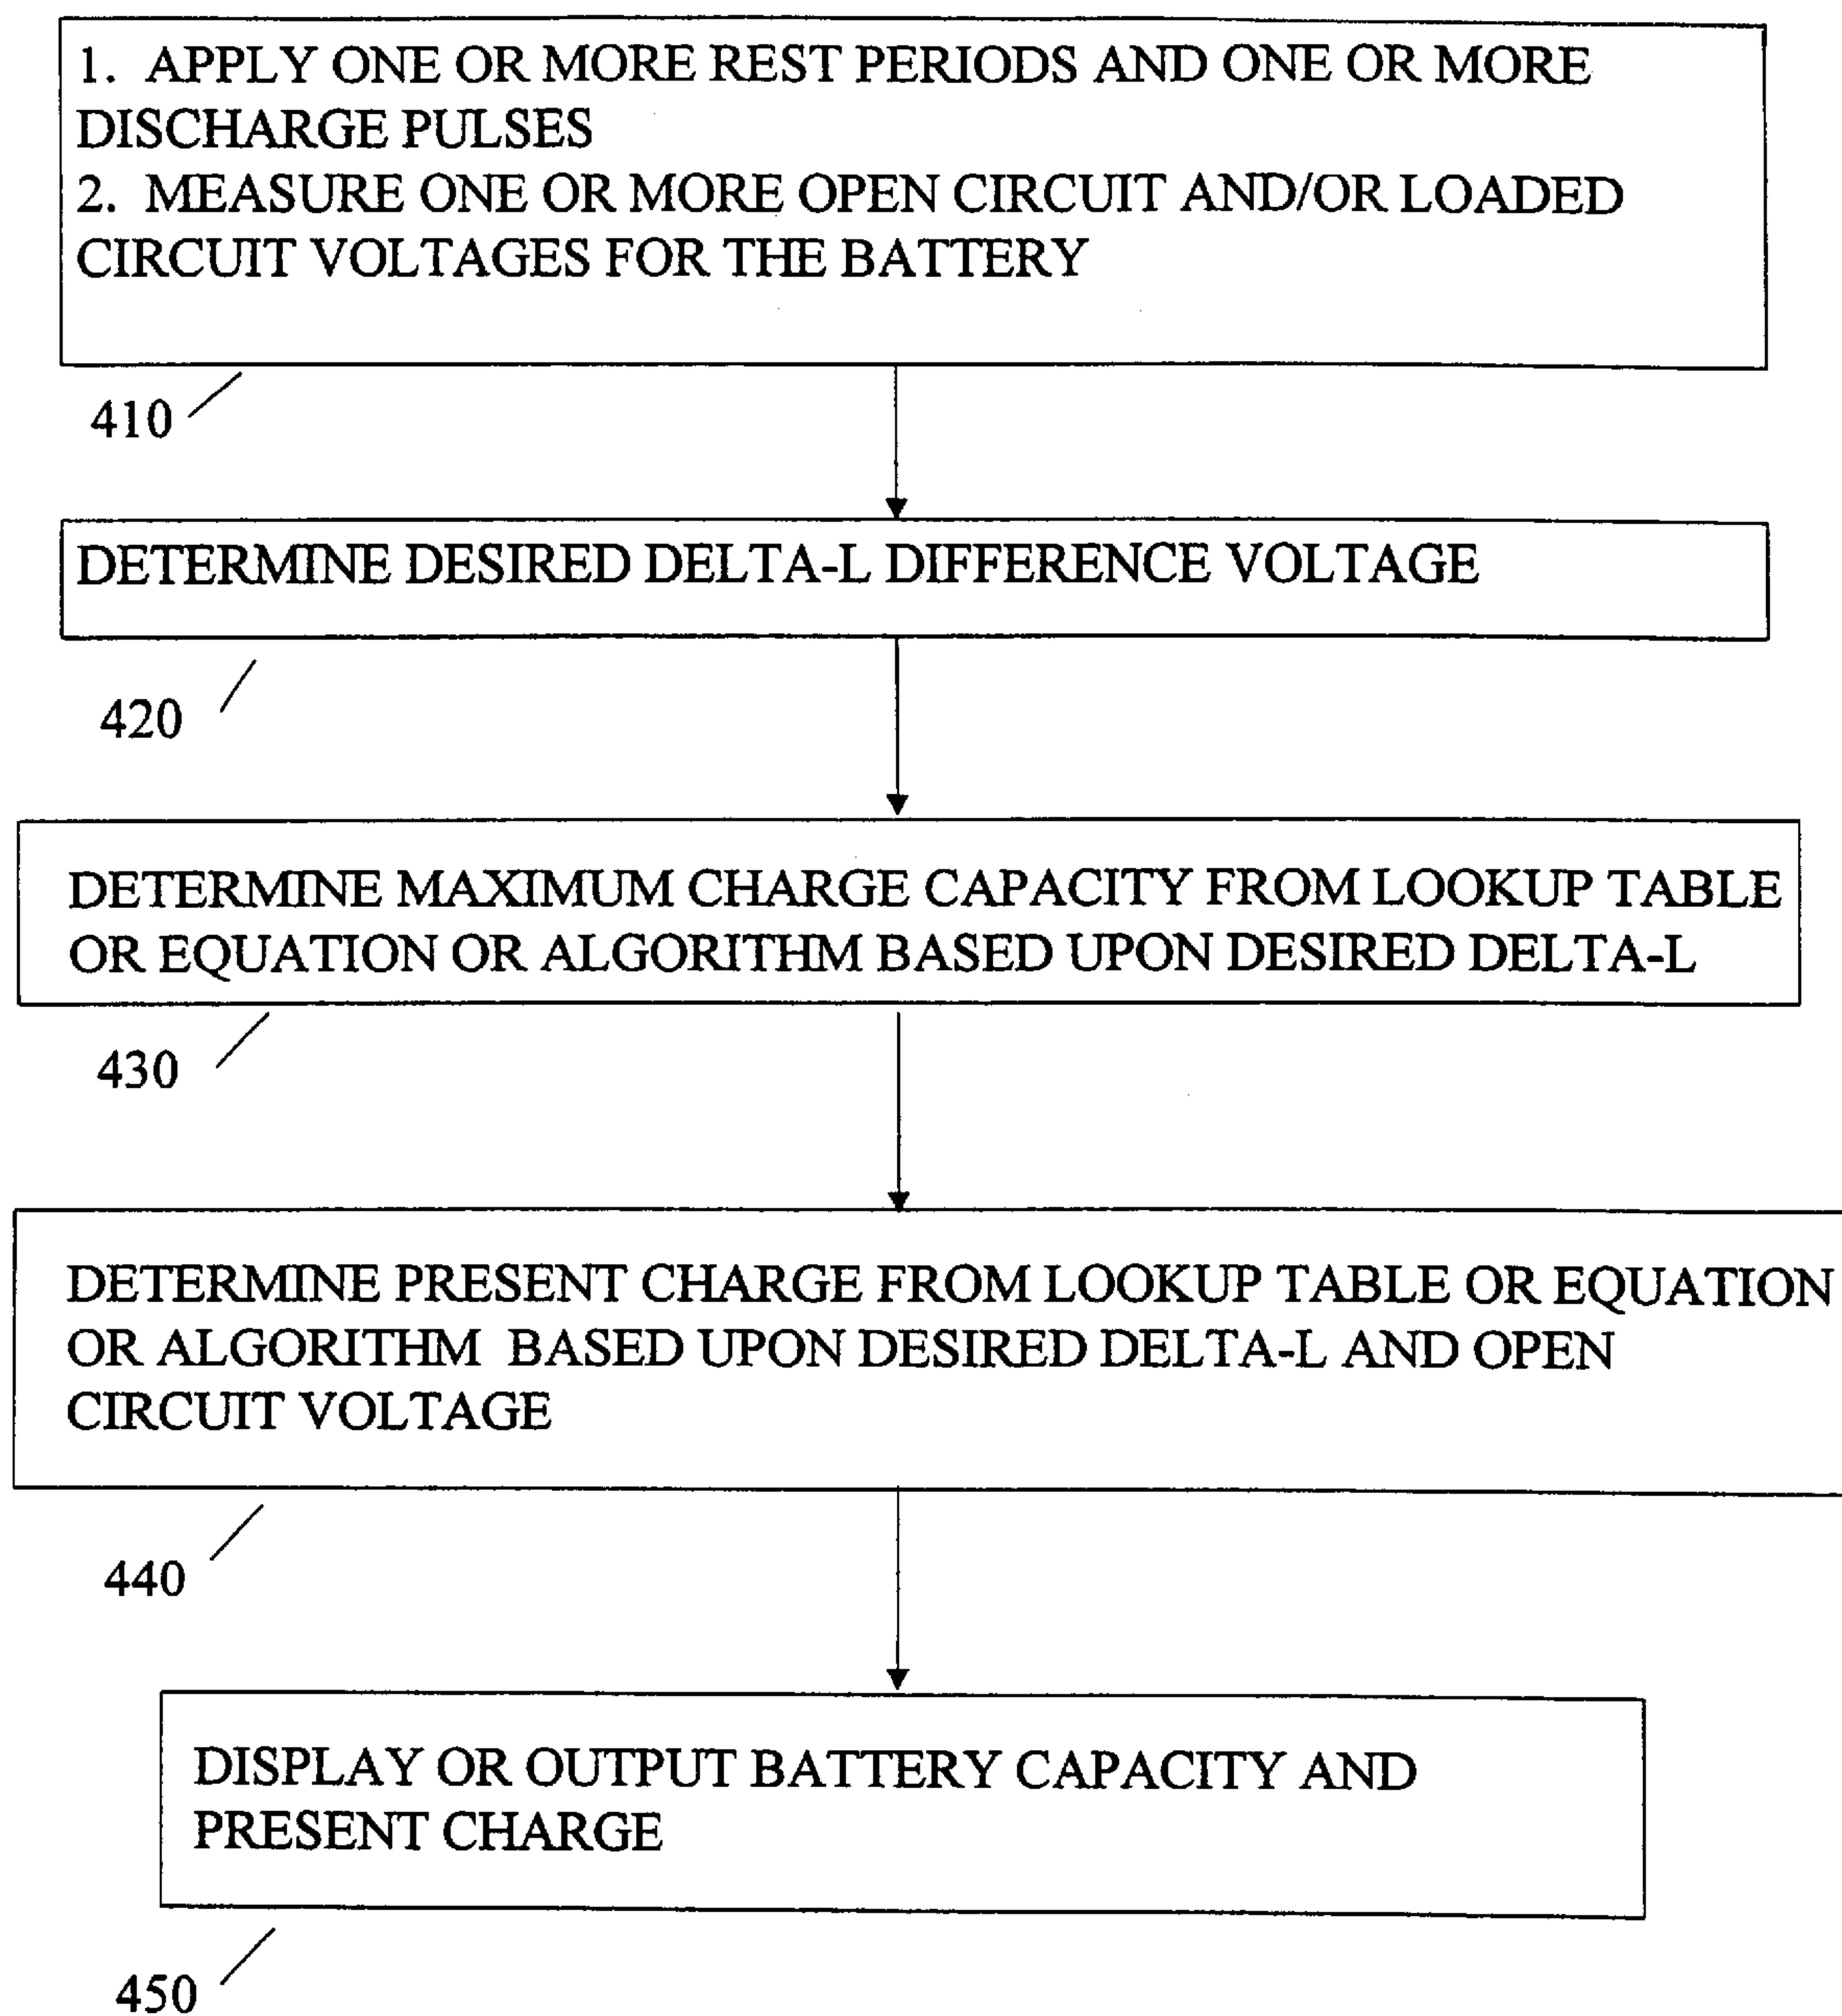 1. APPLY ONE OR MORE REST PERIODS AND ONE OR MORE
DISCHARGE PULSES
2. MEASURE ONE OR MORE OPEN CIRCUIT AND/OR LOADED
CIRCUIT VOLTAGES FOR THE BATTERY
410
DETERMINE DESIRED DELTA-L DIFFERENCE VOLTAGE
420
DETERMINE MAXIMUM CHARGE CAPACITY FROM LOOKUP TABLE
OR EQUATION OR ALGORITHM BASED UPON DESIRED DELTA-L
430
DETERMINE PRESENT CHARGE FROM LOOKUP TABLE OR EQUATION
OR ALGORITHM BASED UPON DESIRED DELTA-L AND OPEN
CIRCUIT VOLTAGE
440
DISPLAY OR OUTPUT BATTERY CAPACITY AND
PRESENT CHARGE
450